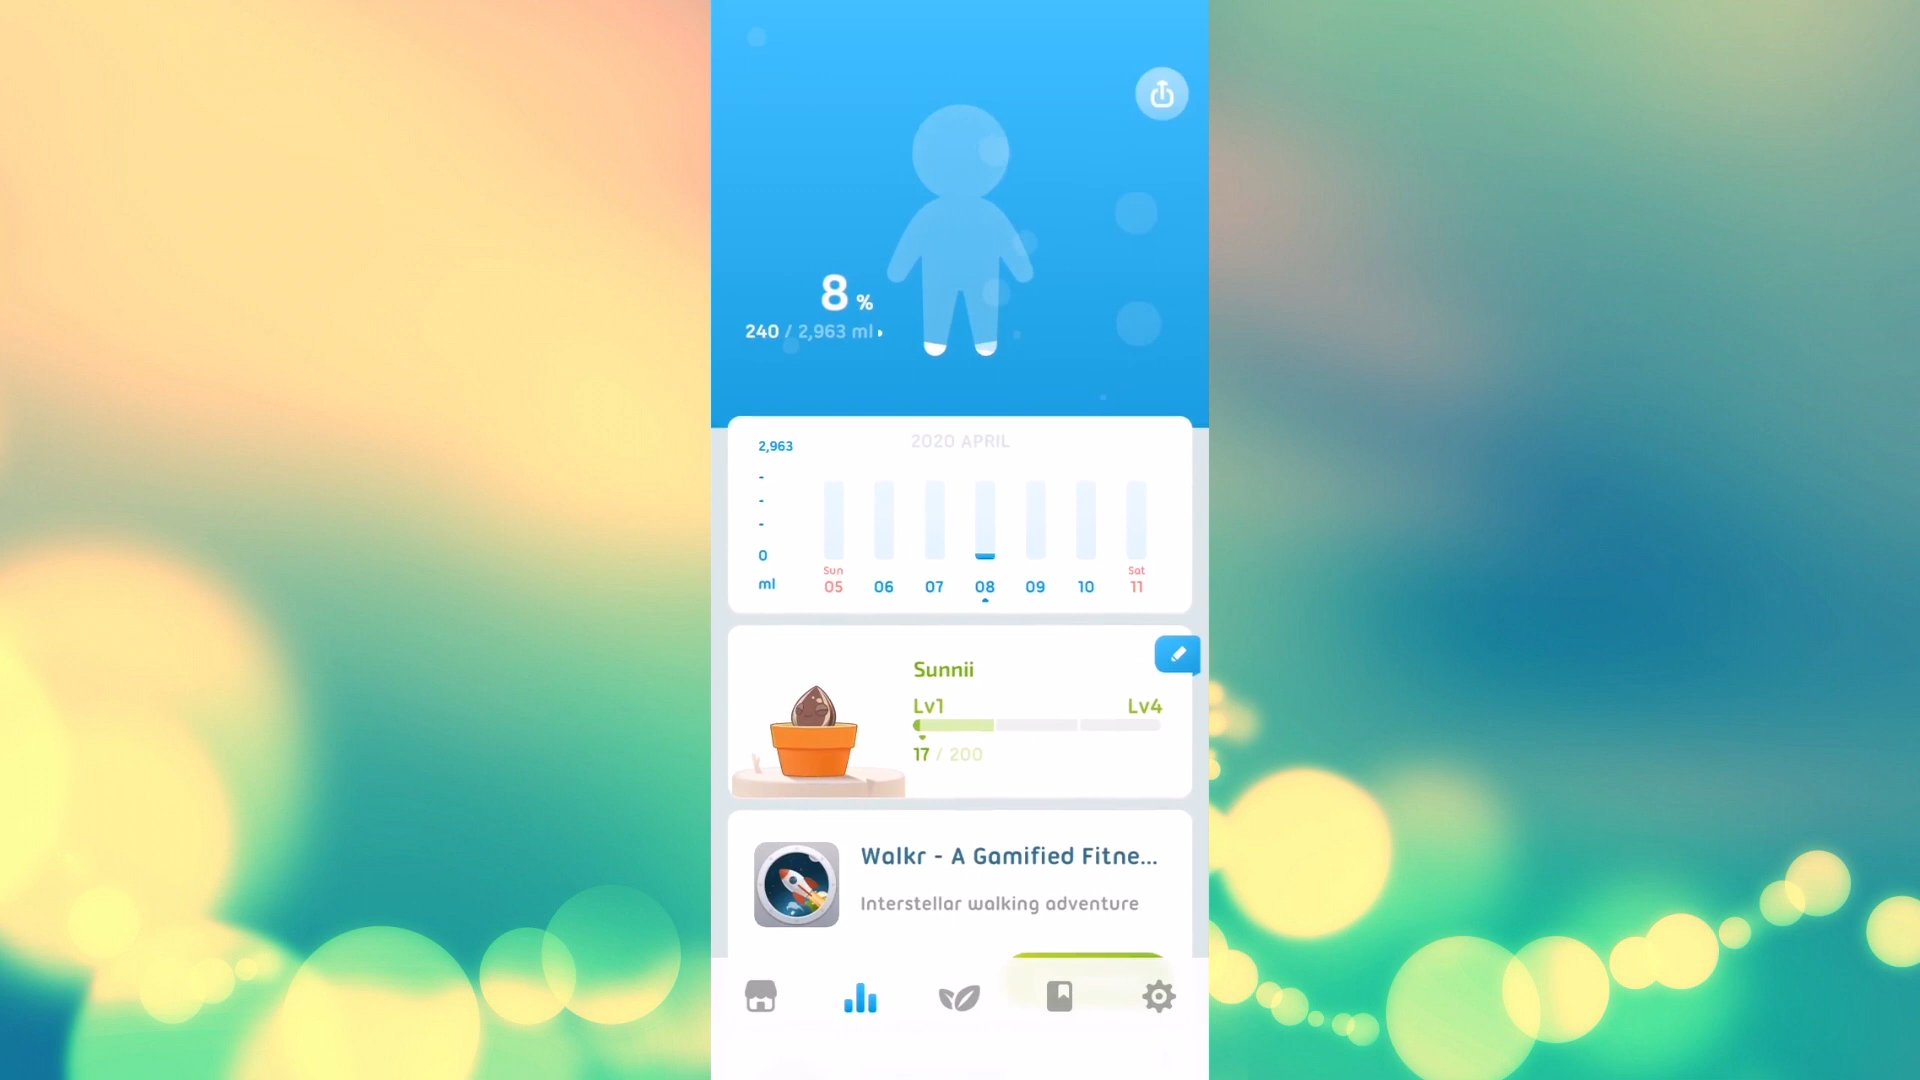 8 %
240 / 2,963 ml
2020 APRIL
2,963
-
-
-
0
ml
Sun Sat
05 06 07 08 09 10 11
Sunnii
Lv1 Lv4
17 / 200
Walkr - A Gamified Fitne...
Interstellar walking adventure